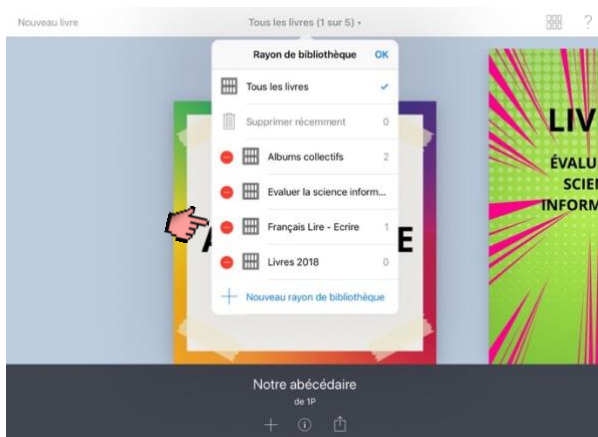 Nouveau livre
Tous les livres (1 sur 5)
?
Rayon de bibliothèque OK
Tous les livres
Supprimer récemment 0
Albums collectifs 2
Evaluer la science inform...
Français Lire - Ecrire 1
Livres 2018 0
Nouveau rayon de bibliothèque
A
E
LIV
ÉVALU
SCIE
INFORM
Notre abécédaire
de 1P